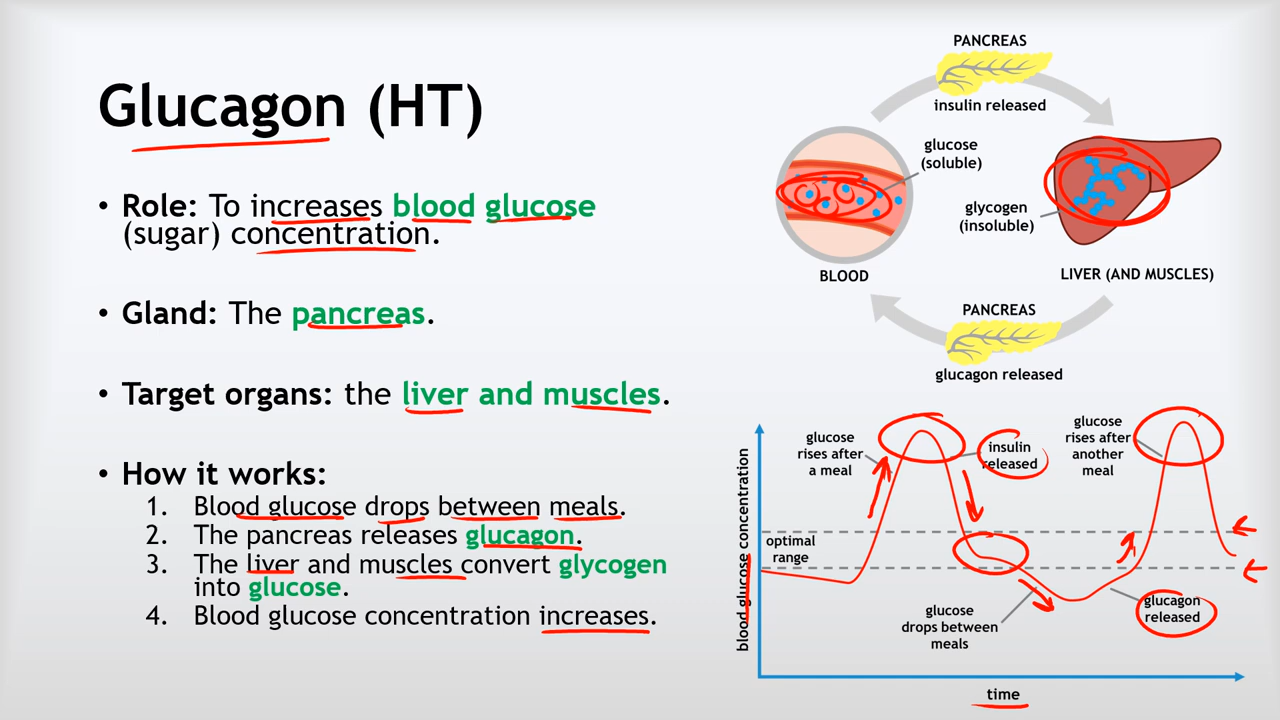 Glucagon (HT)
• Role: To increases blood glucose
(sugar) concentration.
• Gland: The pancreas.
• Target organs: the liver and muscles.
• How it works:
1. Blood glucose drops between meals.
2. The pancreas releases glucagon.
3. The liver and muscles convert glycogen
into glucose.
4. Blood glucose concentration increases.
PANCREAS
insulin released
glucose
(soluble)
glycogen
(insoluble)
BLOOD
LIVER (AND MUSCLES)
PANCREAS
glucagon released
blood glucose concentration
glucose
rises after
a meal
insulin
released
glucose
rises after
another
meal
optimal
range
glucose
drops between
meals
glucagon
released
time